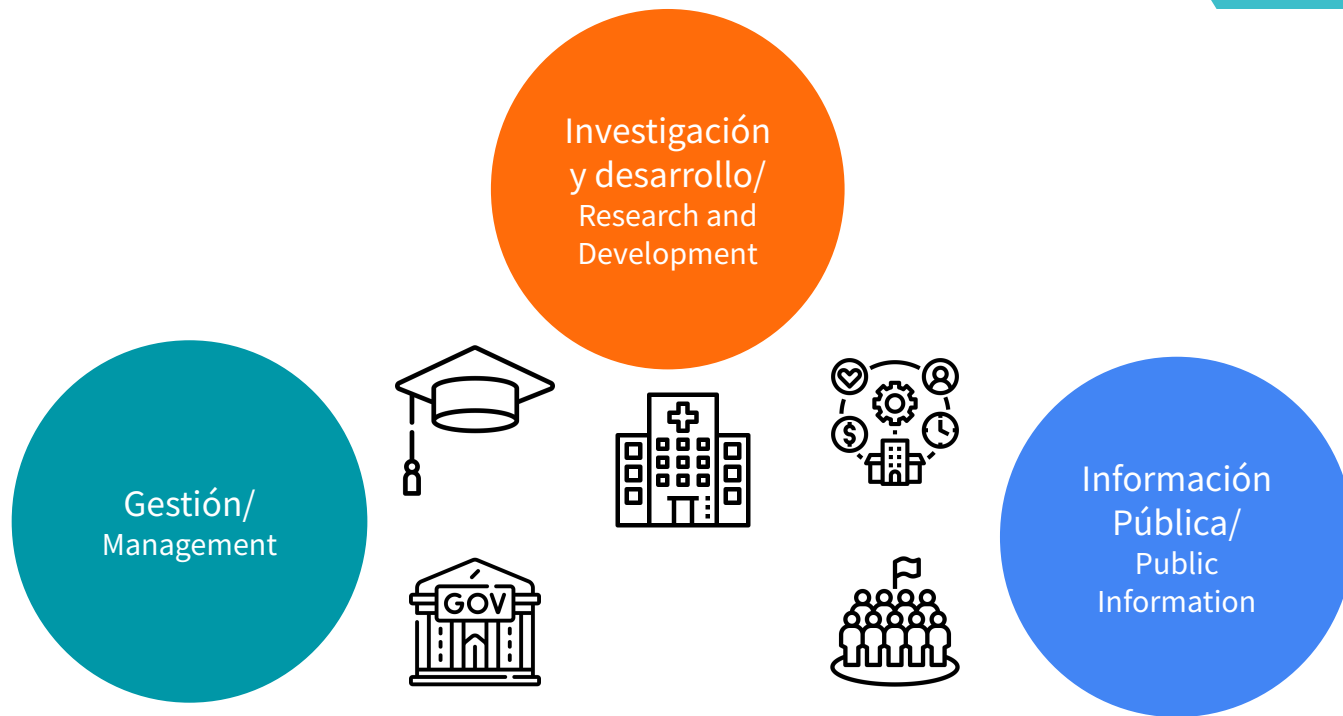 Investigación
y desarrollo/
Research and
Development
Gestión/
Management
GOV
$
Información
Pública/
Public
Information